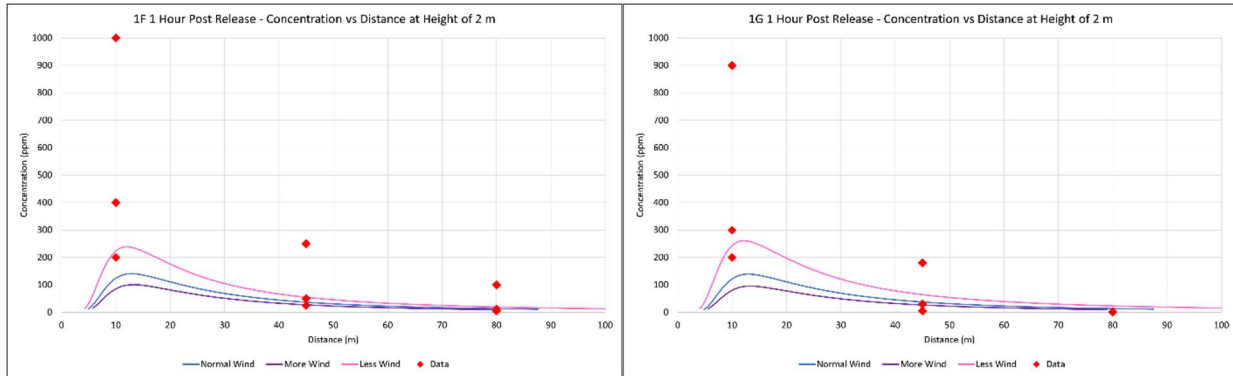 1F 1 Hour Post Release - Concentration vs Distance at Height of 2 m
1000
900
800
700
600
500
400
300
200
100
0
Concentration (ppm)
0 10 20 30 40 50 60 70 80 90 100
Distance (m)
Normal Wind More Wind Less Wind Data
1G 1 Hour Post Release - Concentration vs Distance at Height of 2 m
1000
900
800
700
600
500
400
300
200
100
0
Concentration (ppm)
0 10 20 30 40 50 60 70 80 90 100
Distance (m)
Normal Wind More Wind Less Wind Data